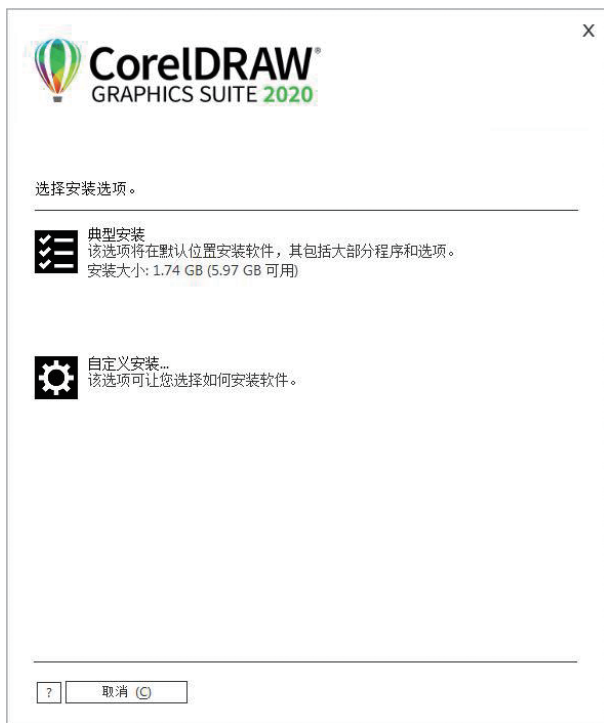 X
CorelDRAW®
GRAPHICS SUITE 2020
选择安装选项。
典型安装
该选项将在默认位置安装软件，其包括大部分程序和选项。
安装大小: 1.74 GB (5.97 GB 可用)
自定义安装...
该选项可让您选择如何安装软件。
? 取消 (C)